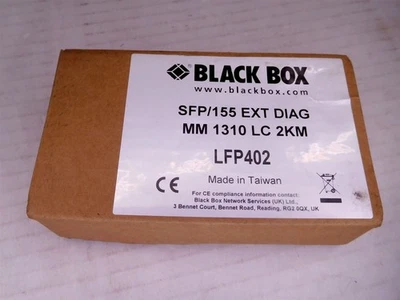 BLACK BOX
www.blackbox.com
SFP/155 EXT DIAG
MM 1310 LC 2KM
LFP402
Made in Taiwan
CE
For CE compliance information contact:
Black Box Network Services (UK) Ltd.,
3 Bennet Court, Bennet Road, Reading, RG2 0QX, UK